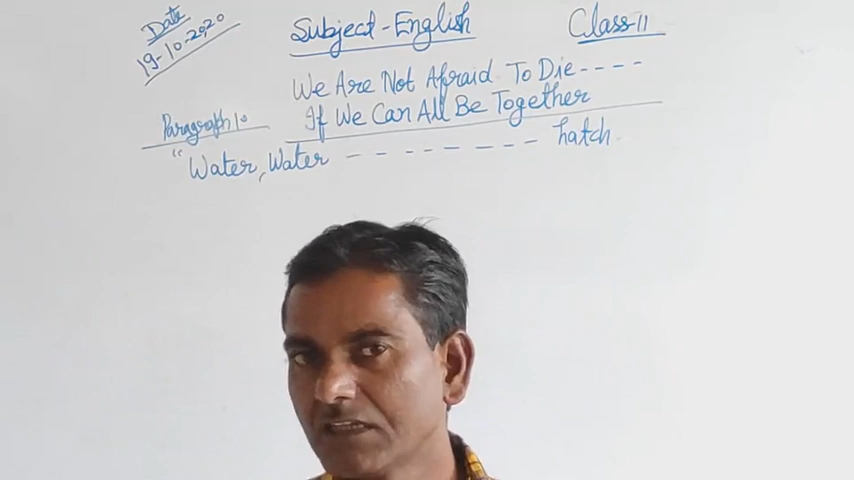 Date
19-10-2020
Subject-English
Class-11
We Are Not Afraid To Die----
If We Can All Be Together
Paragraph 10
"Water, Water -------- hatch.